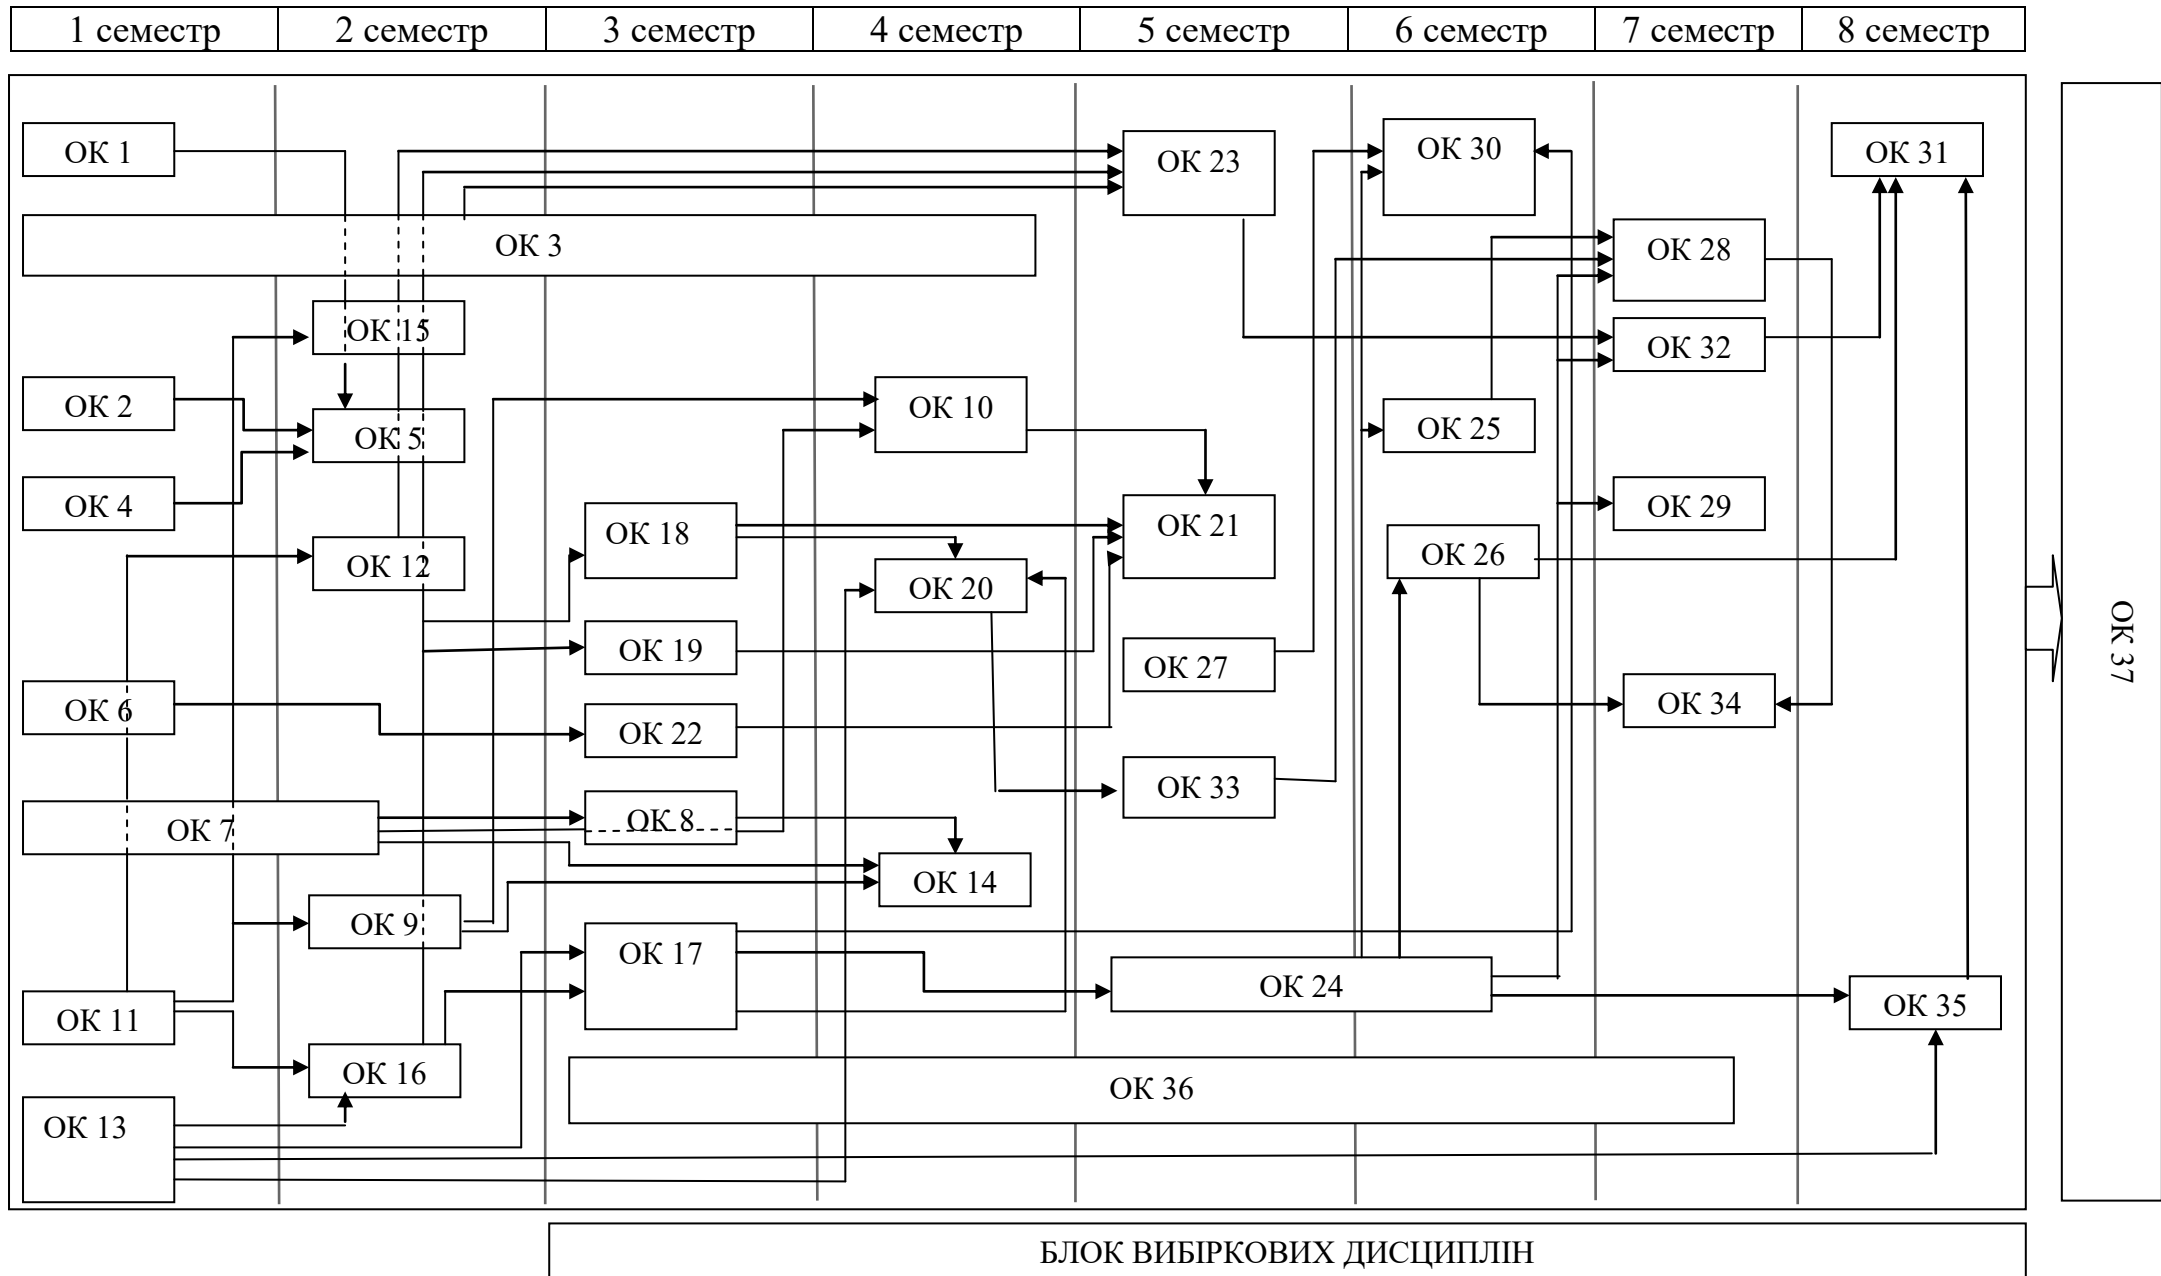 1 семестр
2 семестр
3 семестр
4 семестр
5 семестр
6 семестр
7 семестр
8 семестр
ОК 1
ОК 23
ОК 30
ОК 31
ОК 3
ОК 28
ОК 15
ОК 32
ОК 2
ОК 5
ОК 10
ОК 25
ОК 4
ОК 18
ОК 21
ОК 29
ОК 12
ОК 20
ОК 26
ОК 19
ОК 27
ОК 37
ОК 6
ОК 22
ОК 34
ОК 7
ОК 8
ОК 33
ОК 14
ОК 9
ОК 17
ОК 24
ОК 11
ОК 35
ОК 16
ОК 36
ОК 13
БЛОК ВИБІРКОВИХ ДИСЦИПЛІН